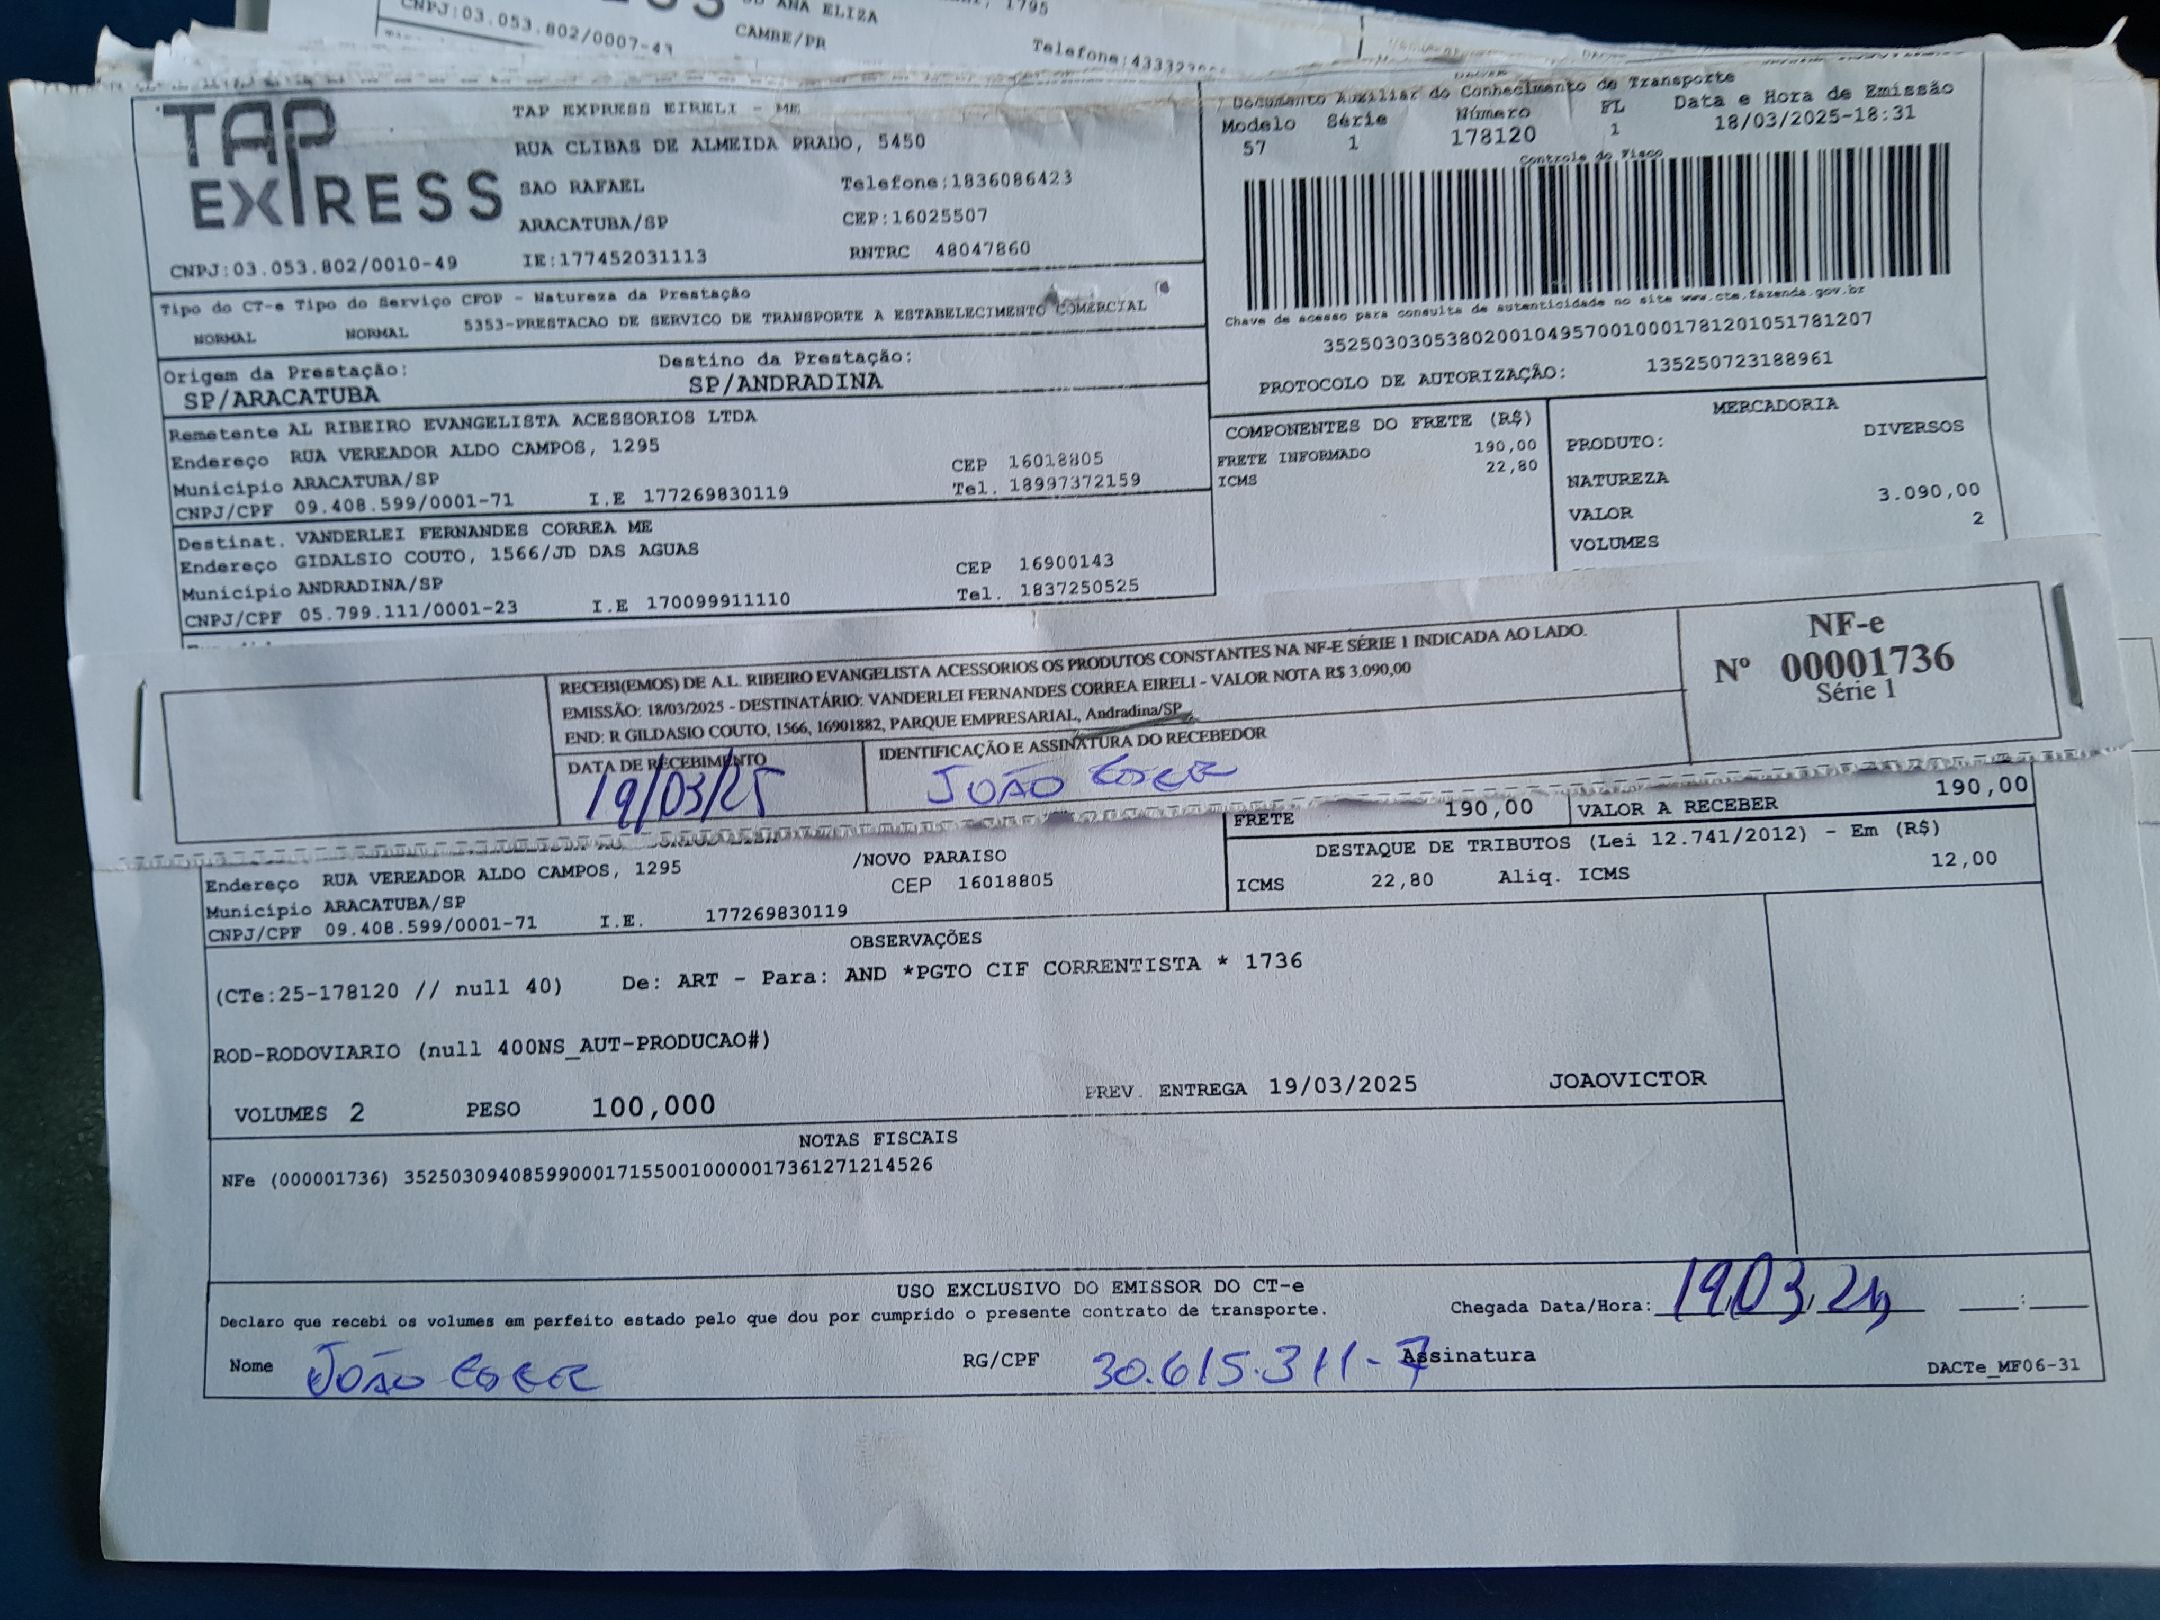 CNPJ:03.053.802/0007-43
ANA ELIZA
1795
CAMBE/PR
TAP EXPRESS
TAP EXPRESS EIRELI - ME
RUA CLIBAS DE ALMEIDA PRADO, 5450
SAO RAFAEL Telefone:1836086423
ARACATUBA/SP CEP:16025507
CNPJ:03.053.802/0010-49 IE:177452031113 RNTRC 48047860
Documento Auxiliar do Conhecimento de Transporte
Modelo Série Número FL Data e Hora de Emissão
57 1 178120 1 18/03/2025-18:31
Controle do Fisco
Chave de acesso para consulta de autenticidade no site www.cte.fazenda.gov.br
35250303053802001049570010001781201051781207
PROTOCOLO DE AUTORIZAÇÃO: 135250723188961
Tipo do CT-e Tipo do Serviço CFOP - Natureza da Prestação
NORMAL NORMAL 5353-PRESTACAO DE SERVICO DE TRANSPORTE A ESTABELECIMENTO COMERCIAL
Origem da Prestação: Destino da Prestação:
SP/ARACATUBA SP/ANDRADINA
Remetente AL RIBEIRO EVANGELISTA ACESSORIOS LTDA
Endereço RUA VEREADOR ALDO CAMPOS, 1295
Município ARACATUBA/SP CEP 16018805
CNPJ/CPF 09.408.599/0001-71 I.E 177269830119 Tel. 18997372159
Destinat. VANDERLEI FERNANDES CORREA ME
Endereço GIDALSIO COUTO, 1566/JD DAS AGUAS
Município ANDRADINA/SP CEP 16900143
CNPJ/CPF 05.799.111/0001-23 I.E 170099911110 Tel. 1837250525
COMPONENTES DO FRETE (R$)
FRETE INFORMADO 190,00
ICMS 22,80
MERCADORIA
PRODUTO: DIVERSOS
NATUREZA
VALOR 3.090,00
VOLUMES 2
RECEBI(EMOS) DE A.L. RIBEIRO EVANGELISTA ACESSORIOS OS PRODUTOS CONSTANTES NA NF-E SÉRIE 1 INDICADA AO LADO.
EMISSÃO: 18/03/2025 - DESTINATÁRIO: VANDERLEI FERNANDES CORREA EIRELI - VALOR NOTA R$ 3.090,00
END: R GILDASIO COUTO, 1566, 16901882, PARQUE EMPRESARIAL, Andradina/SP
DATA DE RECEBIMENTO IDENTIFICAÇÃO E ASSINATURA DO RECEBEDOR
19/03/25 JOÃO
NF-e
Nº 00001736
Série 1
FRETE 190,00 VALOR A RECEBER 190,00
DESTAQUE DE TRIBUTOS (Lei 12.741/2012) - Em (R$)
ICMS 22,80 Aliq. ICMS 12,00
Endereço RUA VEREADOR ALDO CAMPOS, 1295 /NOVO PARAISO
Município ARACATUBA/SP CEP 16018805
CNPJ/CPF 09.408.599/0001-71 I.E. 177269830119
OBSERVAÇÕES
(CTe:25-178120 // null 40) De: ART - Para: AND *PGTO CIF CORRENTISTA * 1736
ROD-RODOVIARIO (null 400NS_AUT-PRODUCAO#)
VOLUMES 2 PESO 100,000 PREV. ENTREGA 19/03/2025 JOAOVICTOR
NOTAS FISCAIS
NFe (000001736) 35250309408599000171550010000017361271214526
USO EXCLUSIVO DO EMISSOR DO CT-e
Declaro que recebi os volumes em perfeito estado pelo que dou por cumprido o presente contrato de transporte. Chegada Data/Hora: 19,03, __:__
Nome JOÃO RG/CPF 30.615.311-7 Assinatura
DACTe_MF06-31